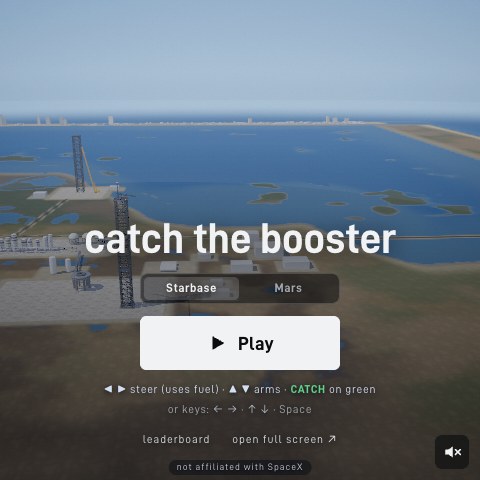 catch the booster
Starbase Mars
▶ Play
◀ ▶ steer (uses fuel) · ▲ ▼ arms · CATCH on green
or keys: ← → · ↑ ↓ · Space
leaderboard open full screen ↗
not affiliated with SpaceX